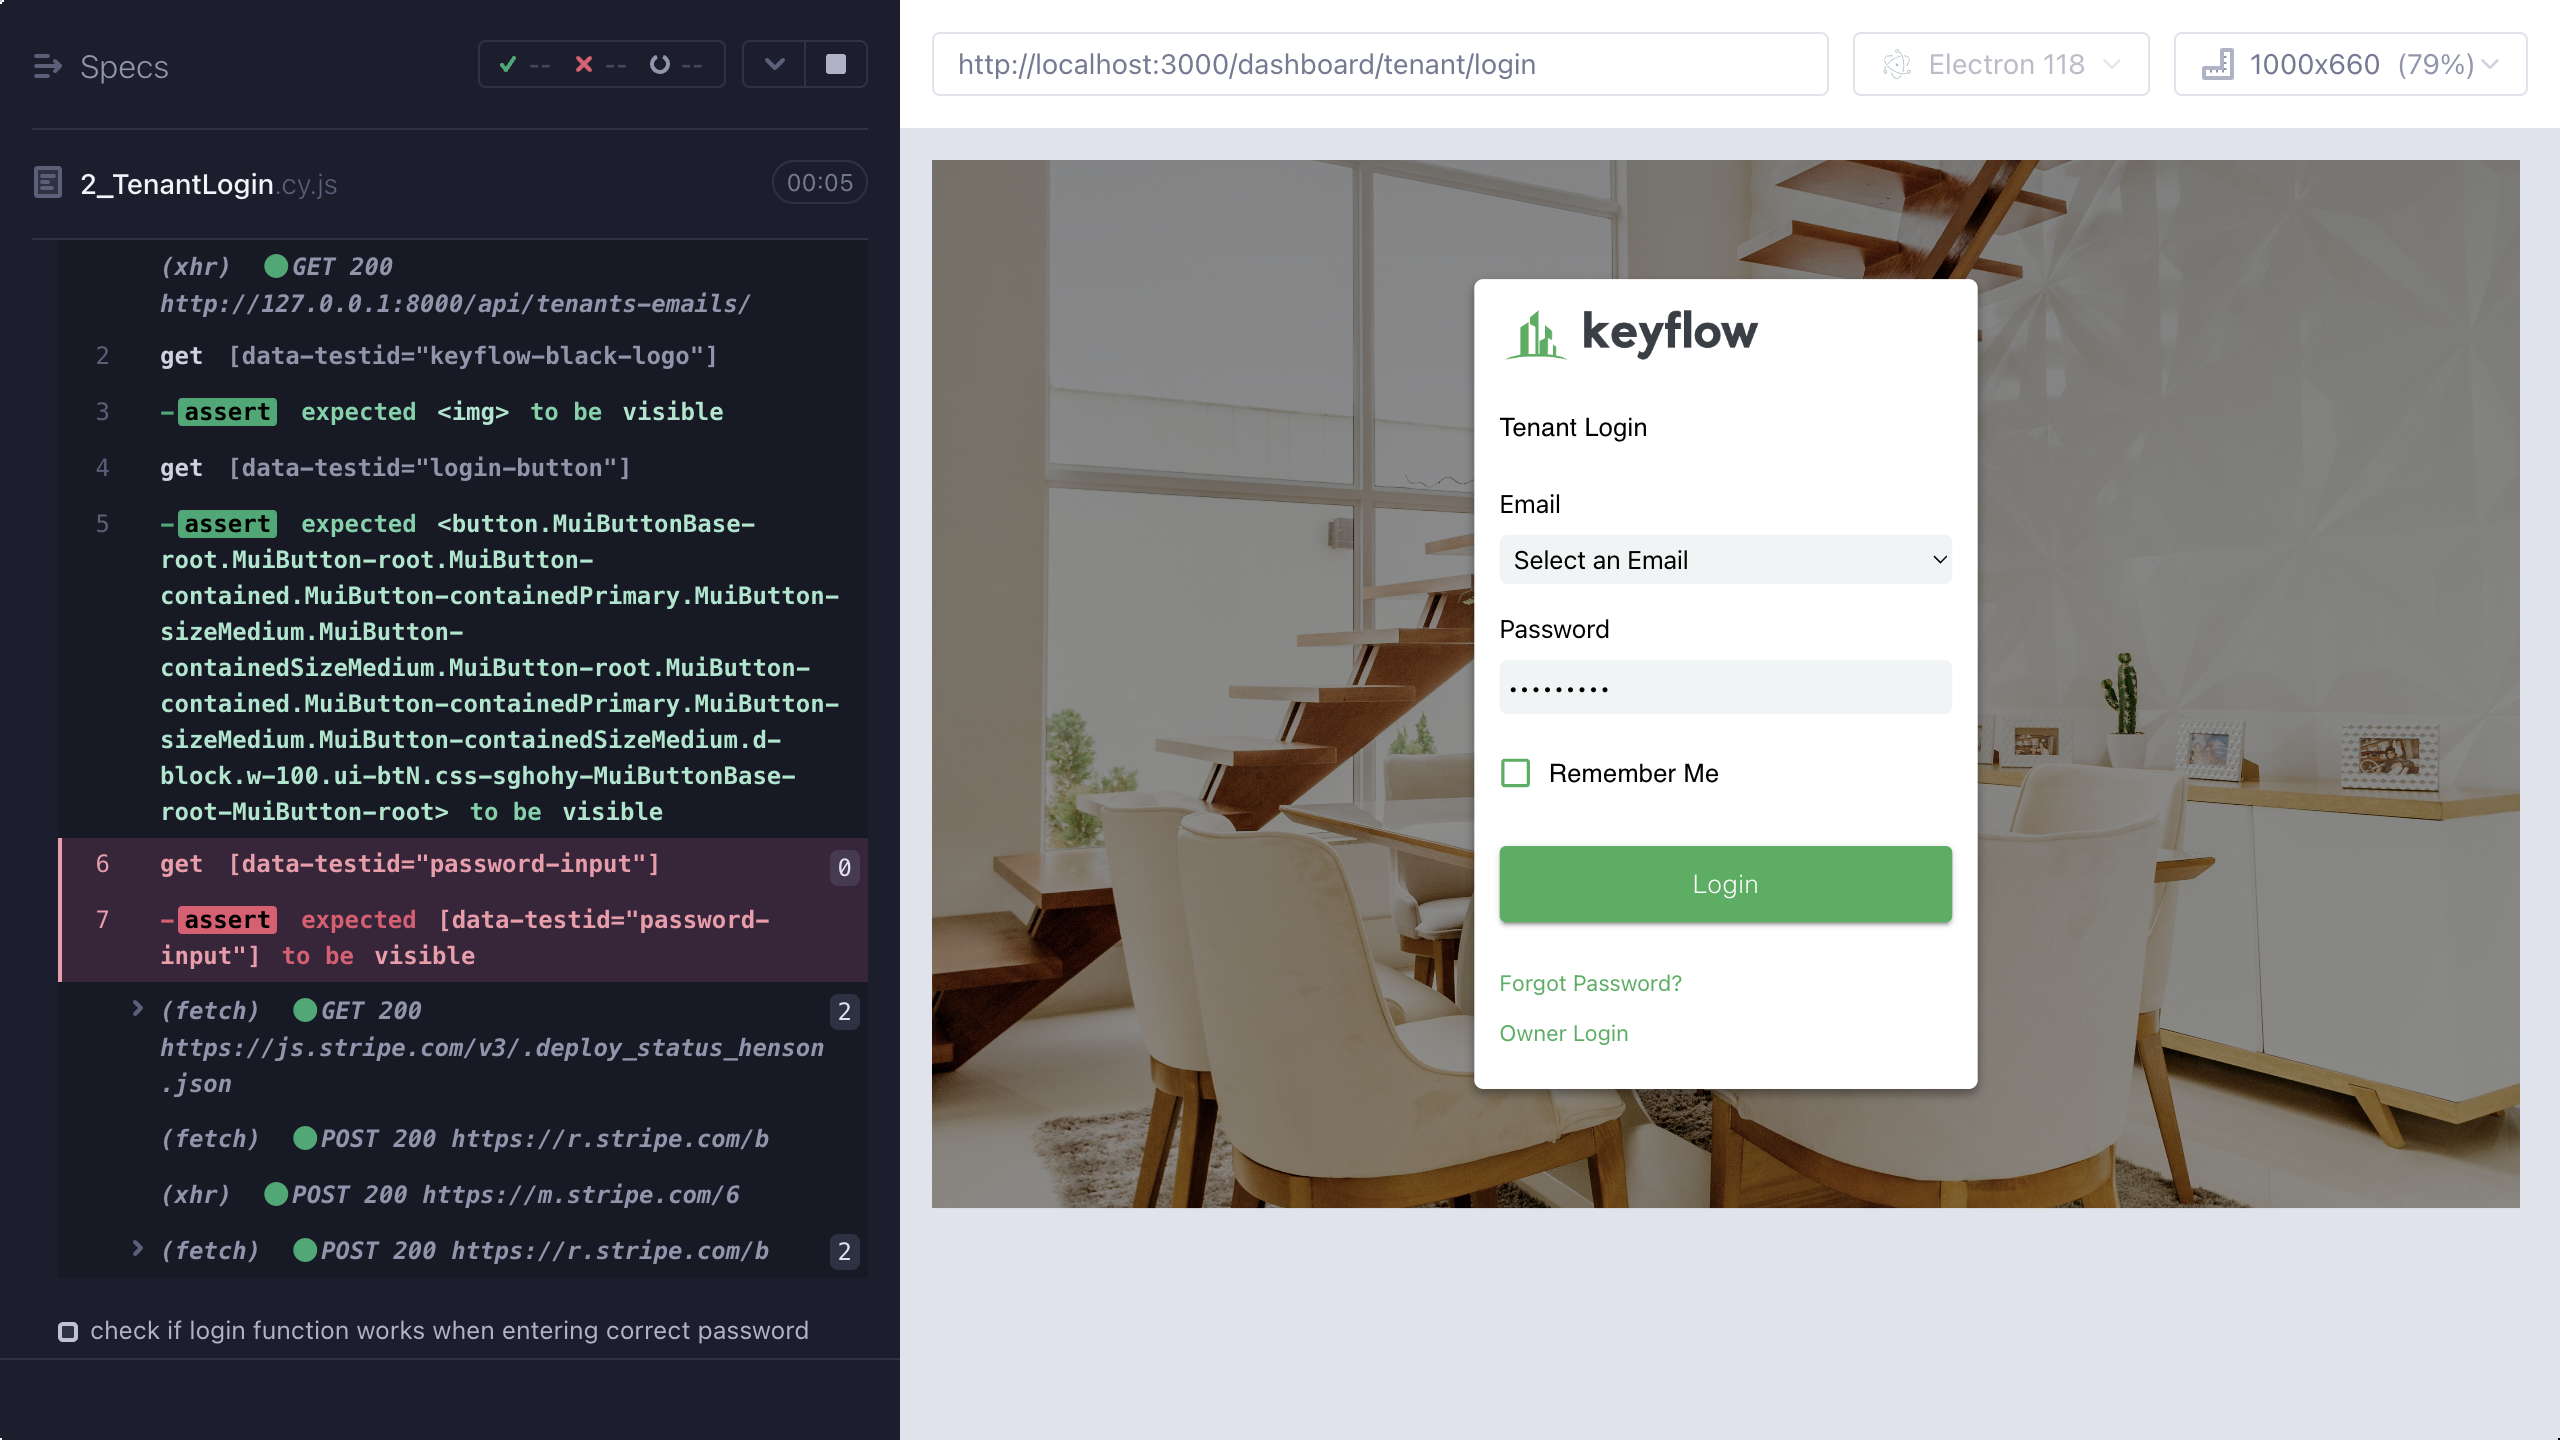 Specs
-- -- --
2_TenantLogin.cy.js
00:05
(xhr) GET 200
http://127.0.0.1:8000/api/tenants-emails/
2 get [data-testid="keyflow-black-logo"]
3 -assert expected <img> to be visible
4 get [data-testid="login-button"]
5 -assert expected <button.MuiButtonBase-
root.MuiButton-root.MuiButton-
contained.MuiButton-containedPrimary.MuiButton-
sizeMedium.MuiButton-
containedSizeMedium.MuiButton-root.MuiButton-
contained.MuiButton-containedPrimary.MuiButton-
sizeMedium.MuiButton-containedSizeMedium.d-
block.w-100.ui-btN.css-sghohy-MuiButtonBase-
root-MuiButton-root> to be visible
6 get [data-testid="password-input"] 0
7 -assert expected [data-testid="password-
input"] to be visible
(fetch) GET 200 2
https://js.stripe.com/v3/.deploy_status_henson
.json
(fetch) POST 200 https://r.stripe.com/b
(xhr) POST 200 https://m.stripe.com/6
(fetch) POST 200 https://r.stripe.com/b 2
check if login function works when entering correct password
http://localhost:3000/dashboard/tenant/login
Electron 118
1000x660 (79%)
keyflow
Tenant Login
Email
Select an Email
Password
•••••••••
Remember Me
Login
Forgot Password?
Owner Login